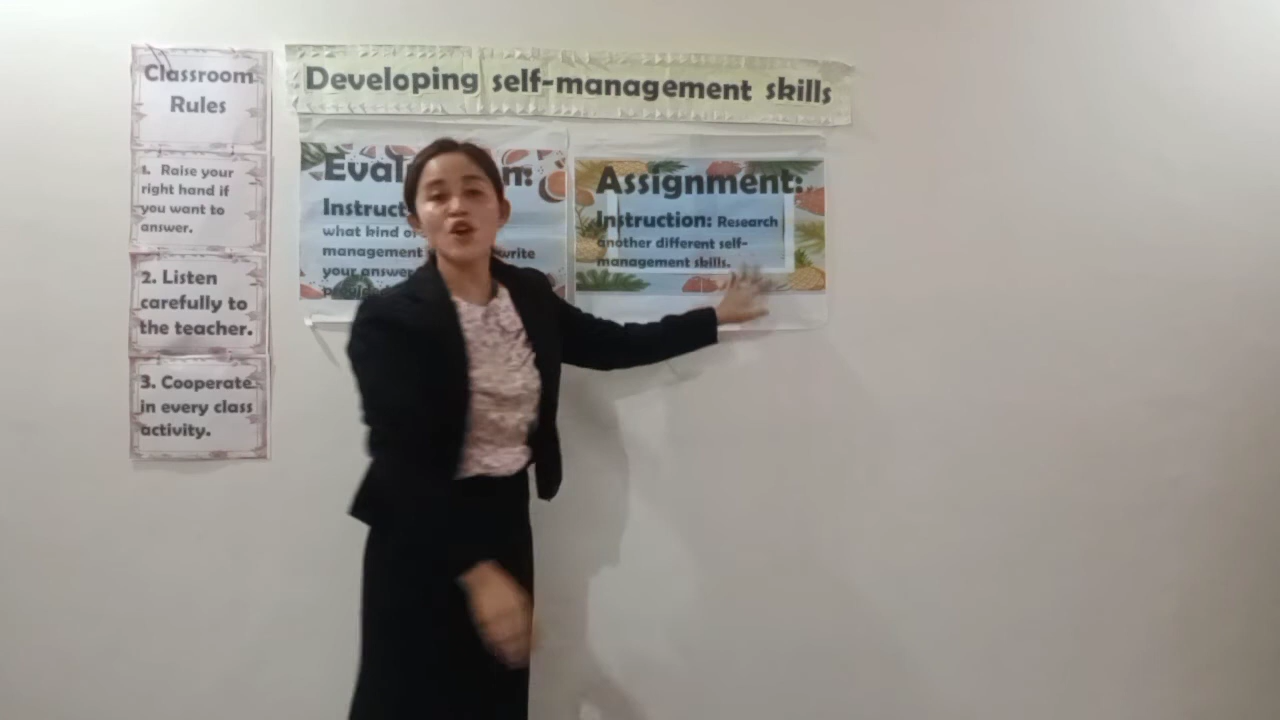 Classroom
Rules
1. Raise your
right hand if
you want to
answer.
2. Listen
carefully to
the teacher.
3. Cooperate
in every class
activity.
Developing self-management skills
what kind of
management write
your answer
Assignment:
Instruction: Research
another different self-
management skills.